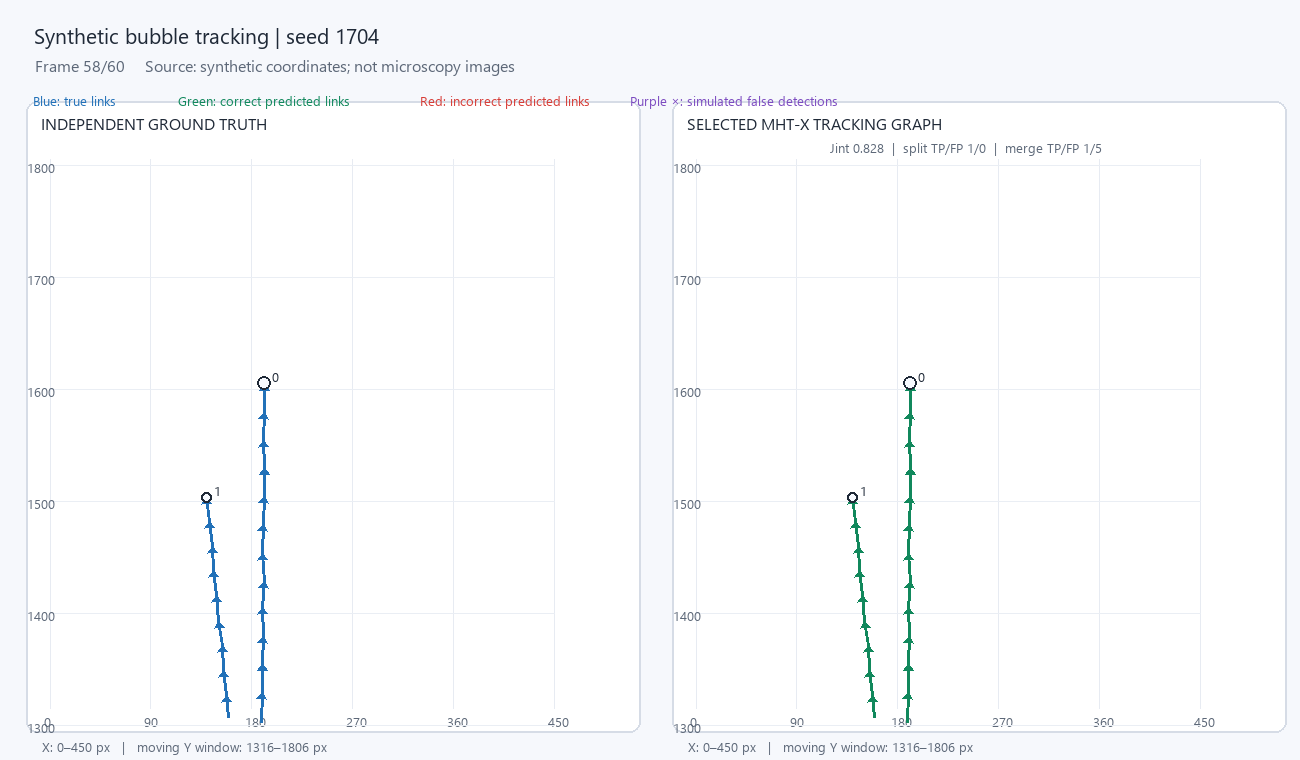 Synthetic bubble tracking | seed 1704
Frame 58/60 Source: synthetic coordinates; not microscopy images
Blue: true links Green: correct predicted links Red: incorrect predicted links Purple ×: simulated false detections
INDEPENDENT GROUND TRUTH
1800
1700
1600
1500
1400
1300
0
1
0 90 180 270 360 450
X: 0–450 px | moving Y window: 1316–1806 px
SELECTED MHT-X TRACKING GRAPH
Jint 0.828 | split TP/FP 1/0 | merge TP/FP 1/5
1800
1700
1600
1500
1400
1300
0
1
0 90 180 270 360 450
X: 0–450 px | moving Y window: 1316–1806 px